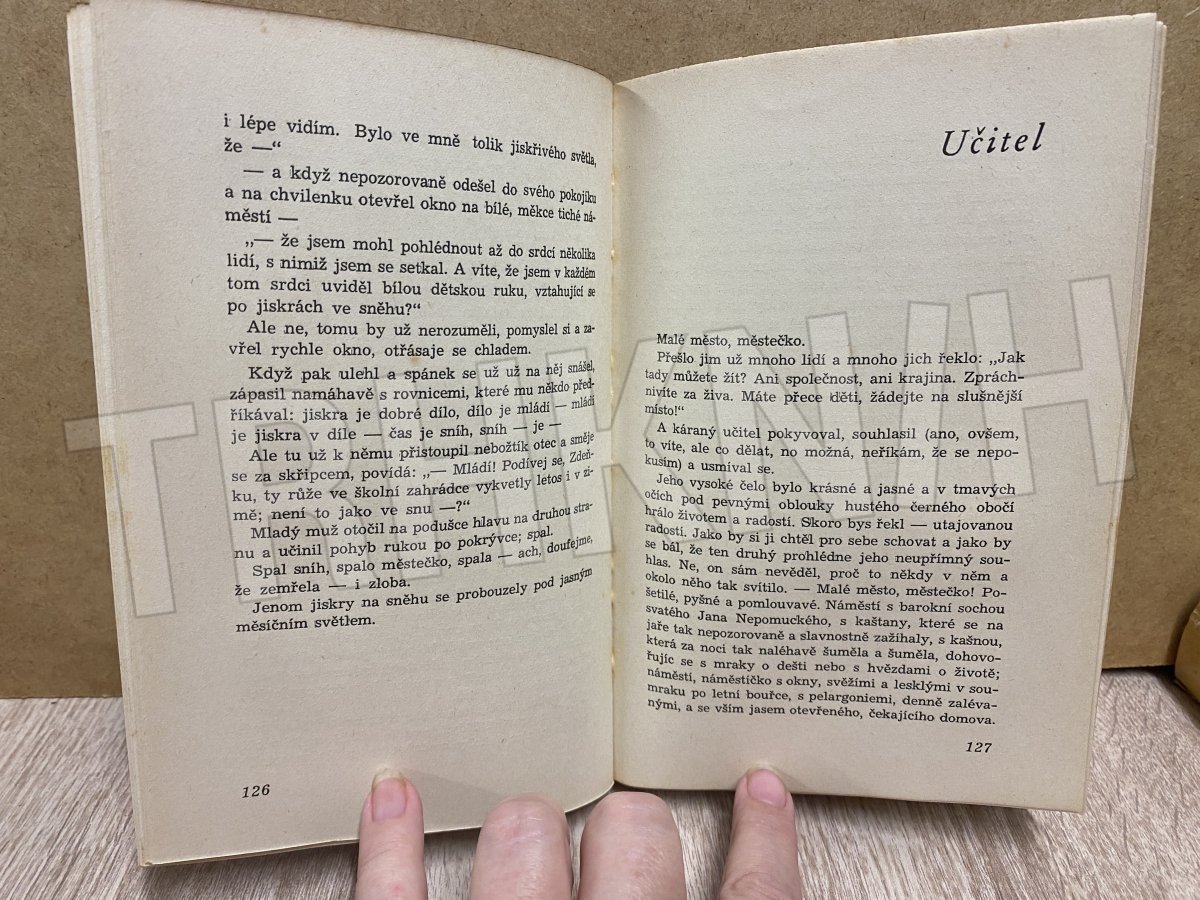 i lépe vidím. Bylo ve mně tolik jiskřivého světla,
že —“
— a když nepozorovaně odešel do svého pokojíku
a na chvilenku otevřel okno na bílé, měkce tiché ná-
městí —
„— že jsem mohl pohlédnout až do srdcí několika
lidí, s nimiž jsem se setkal. A víte, že jsem v každém
tom srdci uviděl bílou dětskou ruku, vztahující se
po jiskrách ve sněhu?“
Ale ne, tomu by už nerozuměli, pomyslel si a za-
vřel rychle okno, otřásaje se chladem.
Když pak ulehl a spánek se už už na něj snášel,
zápasil namáhavě s rovnicemi, které mu někdo před-
říkával: jiskra je dobré dílo, dílo je mládí — mládí
je jiskra v díle — čas je sníh, sníh — je —
Ale tu už k němu přistoupil nebožtík otec a směje
se za skřipcem, povídá: „— Mládí! Podívej se, Zdeň-
ku, ty růže ve školní zahrádce vykvetly letos i v zi-
mě; není to jako ve snu —?“
Mladý muž otočil na podušce hlavu na druhou stra-
nu a učinil pohyb rukou po pokrývce; spal.
Spal sníh, spalo městečko, spala — ach, doufejme,
že zemřela — i zloba.
Jenom jiskry na sněhu se probouzely pod jasným
měsíčním světlem.
126
Učitel
Malé město, městečko.
Přešlo jim už mnoho lidí a mnoho jich řeklo: „Jak
tady můžete žít? Ani společnost, ani krajina. Zprách-
nivíte za živa. Máte přece děti, žádejte na slušnější
místo!“
A káraný učitel pokyvoval, souhlasil (ano, ovšem,
to víte, ale co dělat, no možná, neříkám, že se nepo-
kusím) a usmíval se.
Jeho vysoké čelo bylo krásné a jasné a v tmavých
očích pod pevnými oblouky hustého černého obočí
hrálo životem a radostí. Skoro bys řekl — utajovanou
radostí. Jako by si ji chtěl pro sebe schovat a jako by
se bál, že ten druhý prohlédne jeho neupřímný sou-
hlas. Ne, on sám nevěděl, proč to někdy v něm a
okolo něho tak svítilo. — Malé město, městečko! Po-
šetilé, pyšné a pomlouvavé. Náměstí s barokní sochou
svatého Jana Nepomuckého, s kaštany, které se na
jaře tak nepozorovaně a slavnostně zažíhaly, s kašnou,
která za noci tak naléhavě šuměla a šuměla, dohovo-
řujíc se s mraky o dešti nebo s hvězdami o životě;
náměstí, náměstíčko s okny, svěžími a lesklými v sou-
mraku po letní bouřce, s pelargoniemi, denně zaléva-
nými, a se vším jasem otevřeného, čekajícího domova.
127
TRHKNIH